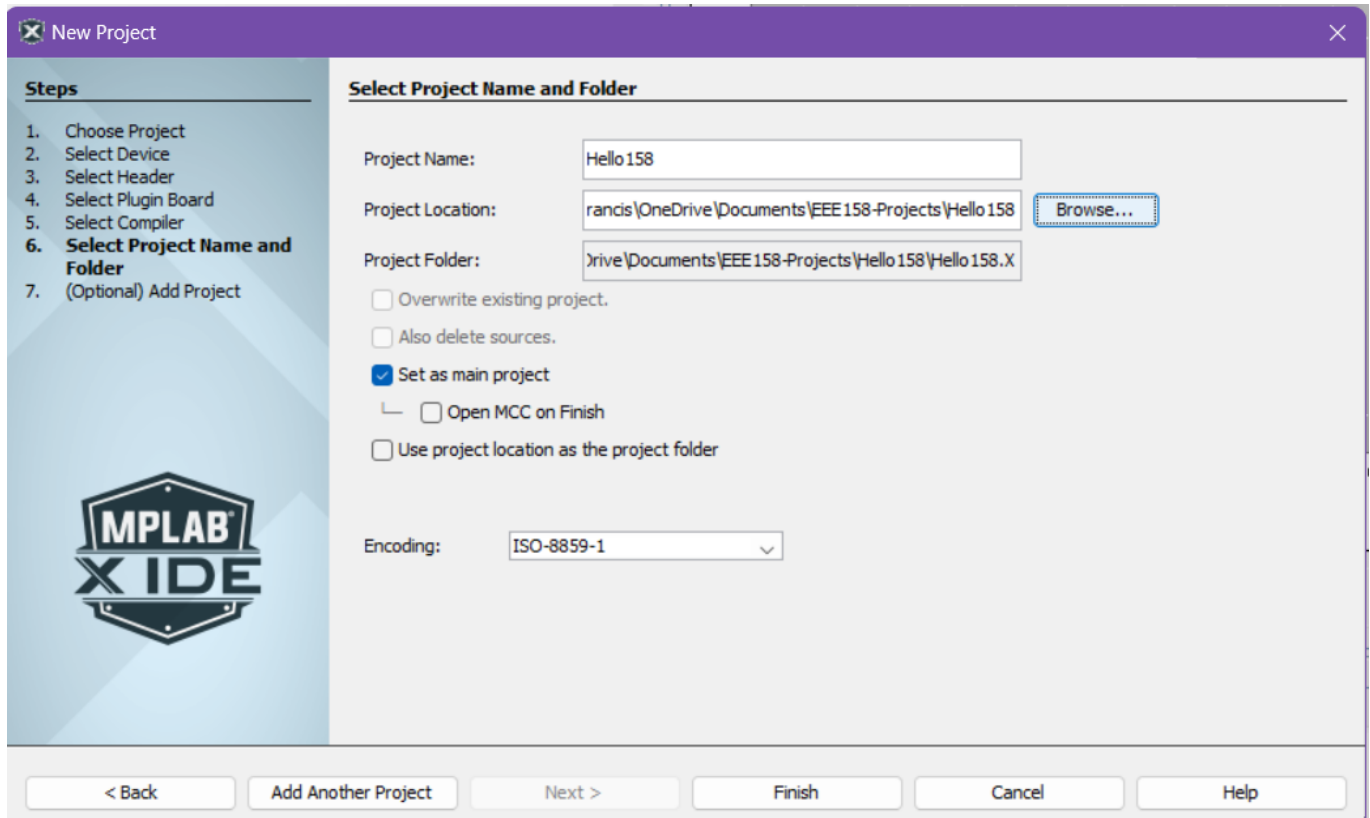 New Project
Steps
1. Choose Project
2. Select Device
3. Select Header
4. Select Plugin Board
5. Select Compiler
6. Select Project Name and
Folder
7. (Optional) Add Project
MPLAB®
X IDE
Select Project Name and Folder
Project Name: Hello158
Project Location: rancis\OneDrive\Documents\EEE158-Projects\Hello158 Browse...
Project Folder: Drive\Documents\EEE158-Projects\Hello158\Hello158.X
Overwrite existing project.
Also delete sources.
Set as main project
Open MCC on Finish
Use project location as the project folder
Encoding: ISO-8859-1
< Back Add Another Project Next > Finish Cancel Help